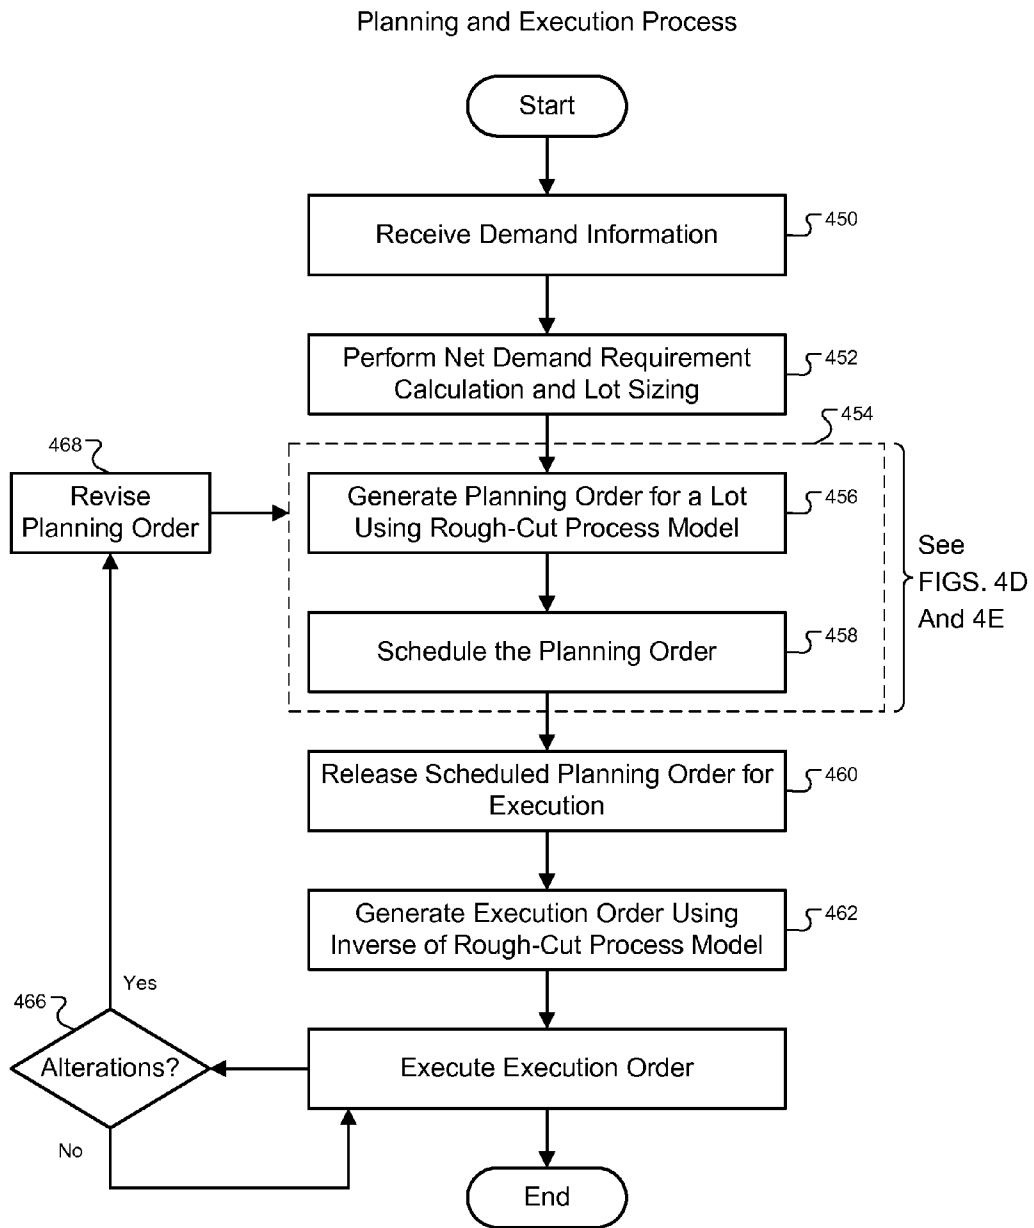 Planning and Execution Process
Start
Receive Demand Information
450
Perform Net Demand Requirement
Calculation and Lot Sizing
452
454
468
Revise
Planning Order
Generate Planning Order for a Lot
Using Rough-Cut Process Model
456
See
FIGS. 4D
And 4E
Schedule the Planning Order
458
Release Scheduled Planning Order for
Execution
460
Generate Execution Order Using
Inverse of Rough-Cut Process Model
462
Yes
466
Alterations?
Execute Execution Order
No
End